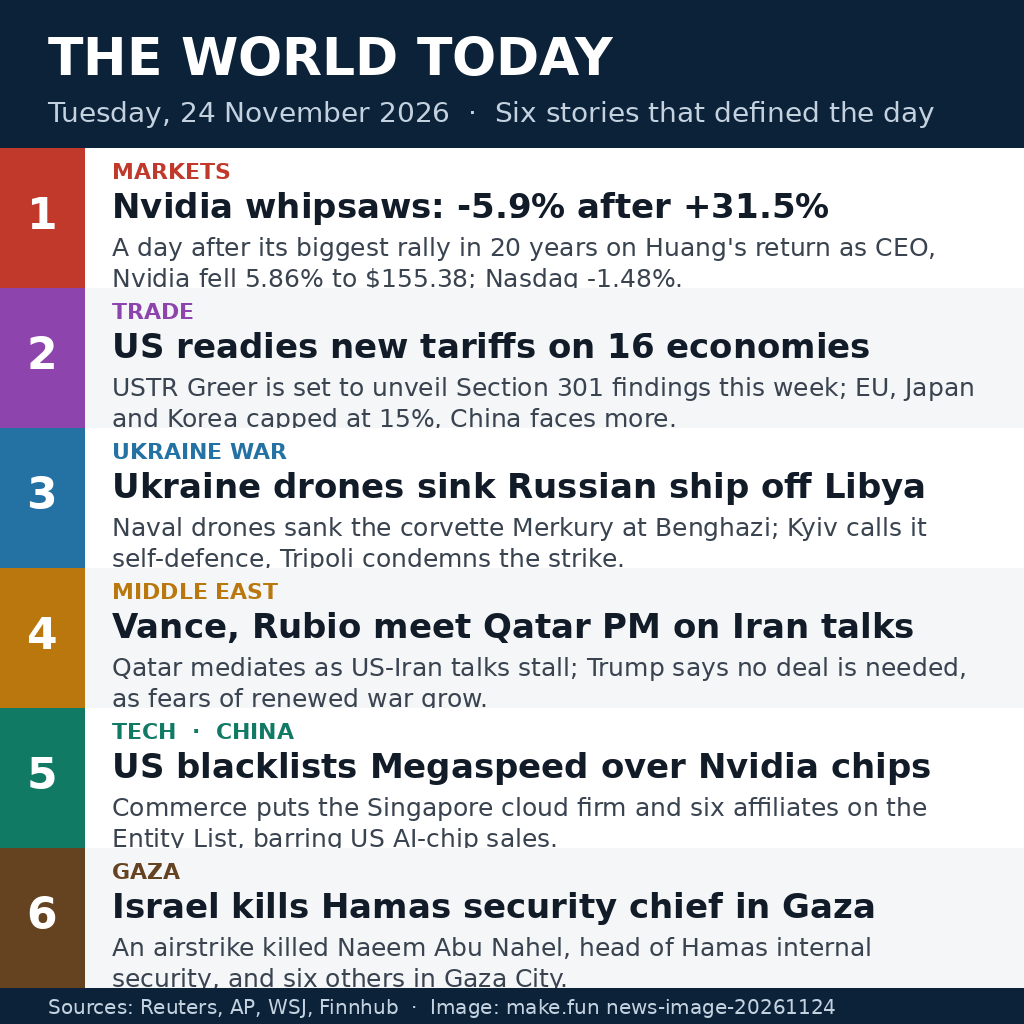 THE WORLD TODAY
Tuesday, 24 November 2026 · Six stories that defined the day
1
MARKETS
Nvidia whipsaws: -5.9% after +31.5%
A day after its biggest rally in 20 years on Huang's return as CEO,
Nvidia fell 5.86% to $155.38; Nasdaq -1.48%.
2
TRADE
US readies new tariffs on 16 economies
USTR Greer is set to unveil Section 301 findings this week; EU, Japan
and Korea capped at 15%, China faces more.
3
UKRAINE WAR
Ukraine drones sink Russian ship off Libya
Naval drones sank the corvette Merkury at Benghazi; Kyiv calls it
self-defence, Tripoli condemns the strike.
4
MIDDLE EAST
Vance, Rubio meet Qatar PM on Iran talks
Qatar mediates as US-Iran talks stall; Trump says no deal is needed,
as fears of renewed war grow.
5
TECH · CHINA
US blacklists Megaspeed over Nvidia chips
Commerce puts the Singapore cloud firm and six affiliates on the
Entity List, barring US AI-chip sales.
6
GAZA
Israel kills Hamas security chief in Gaza
An airstrike killed Naeem Abu Nahel, head of Hamas internal
security, and six others in Gaza City.
Sources: Reuters, AP, WSJ, Finnhub · Image: make.fun news-image-20261124